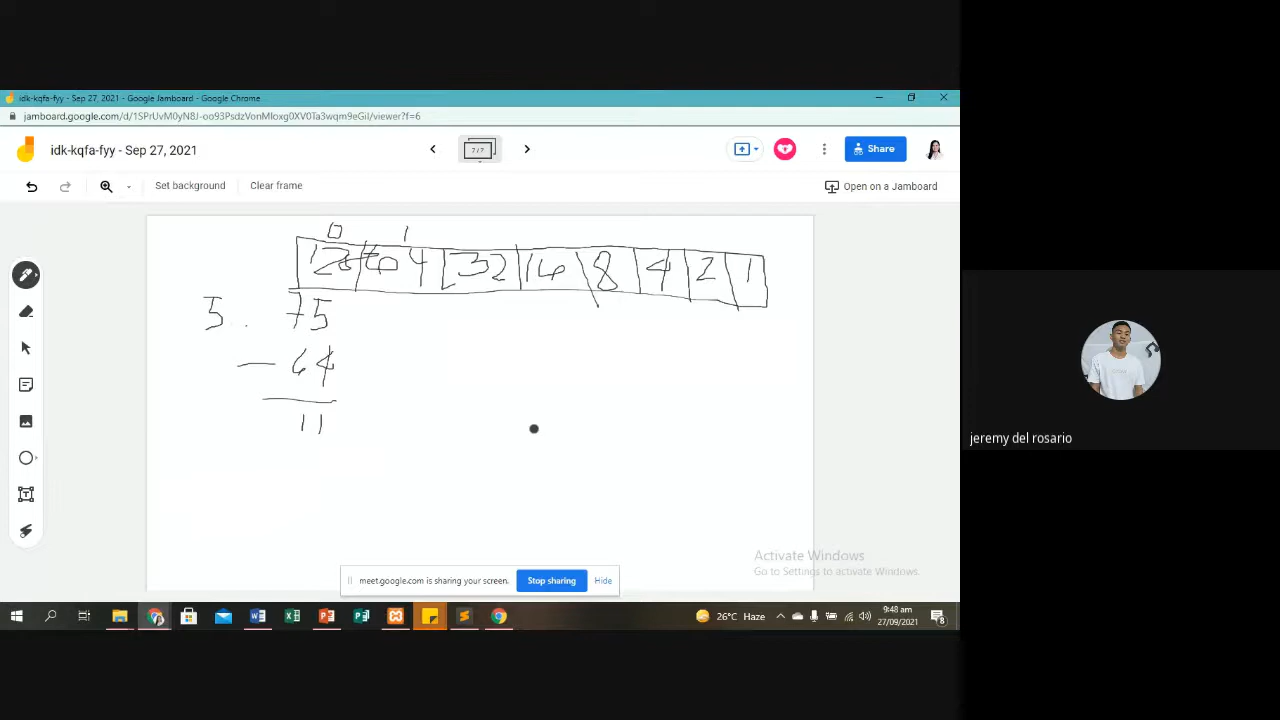 idk-kqfa-fyy - Sep 27, 2021 - Google Jamboard - Google Chrome
jamboard.google.com/d/1SPrUvM0yN8J-oo93PsdzVonMIoxg0XV0Ta3wqm9eGiI/viewer?f=6
idk-kqfa-fyy - Sep 27, 2021
7/7
Share
Set background
Clear frame
Open on a Jamboard
0 1
128 64 32 16 8 4 2 1
5. 75
- 64
11
jeremy del rosario
Activate Windows
Go to Settings to activate Windows.
meet.google.com is sharing your screen.
Stop sharing
Hide
26°C Haze
9:48 am
27/09/2021
8